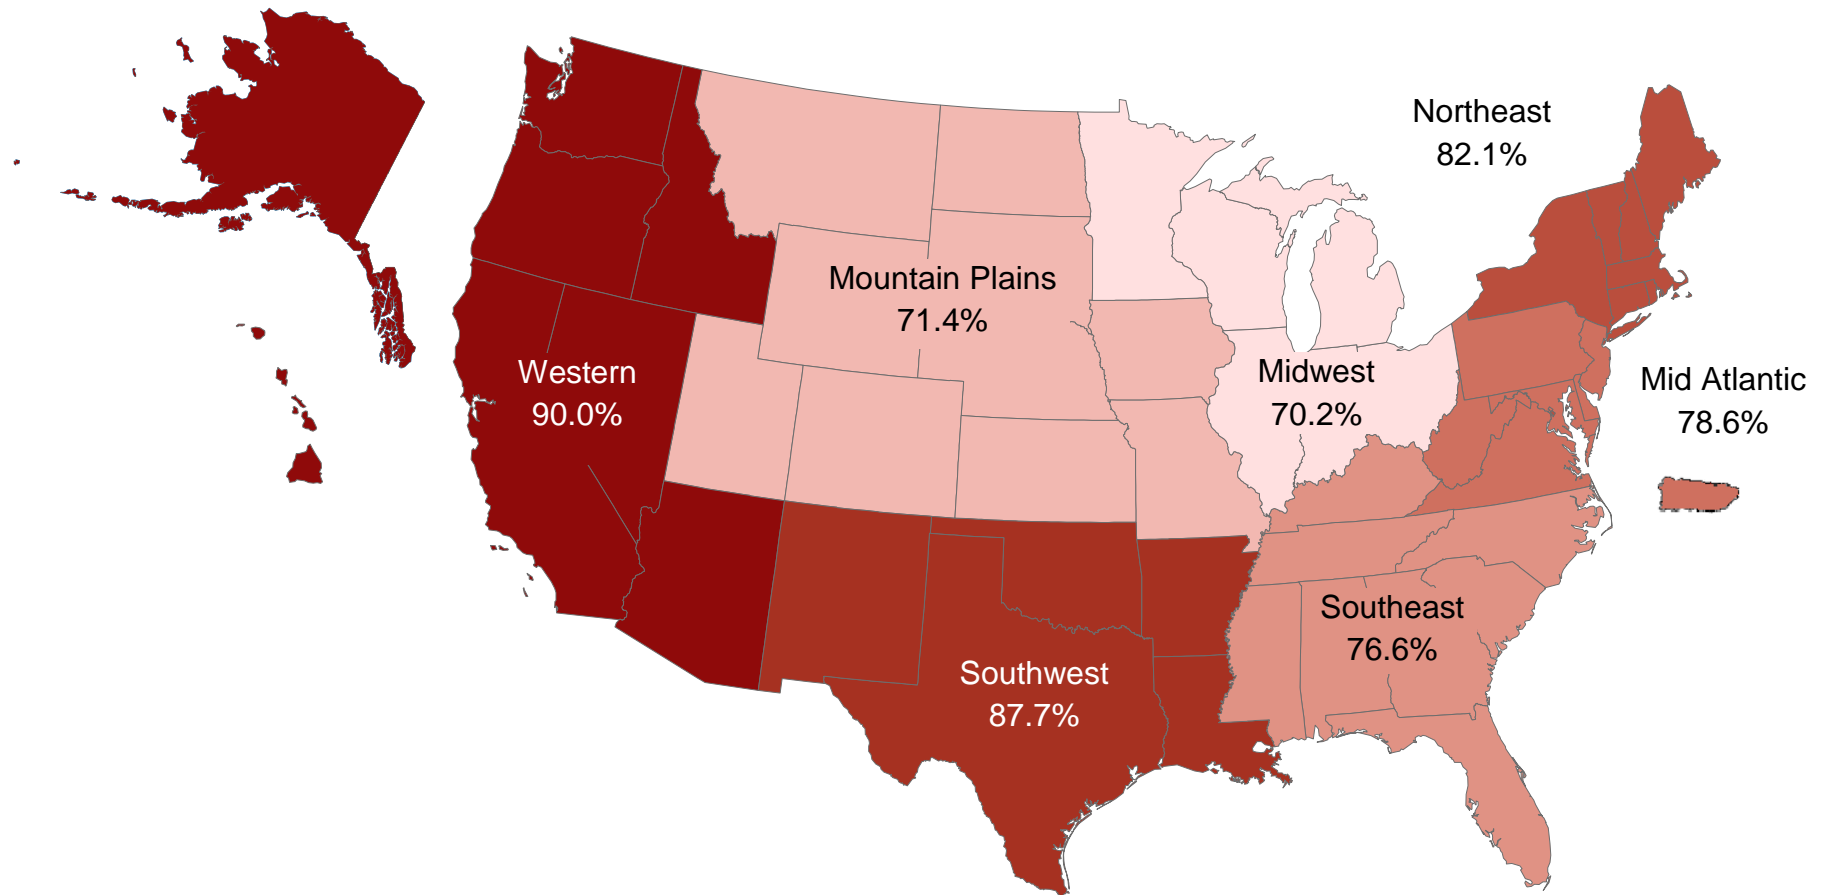 Northeast
82.1%
Mountain Plains
71.4%
Western
90.0%
Midwest
70.2%
Mid Atlantic
78.6%
Southeast
76.6%
Southwest
87.7%